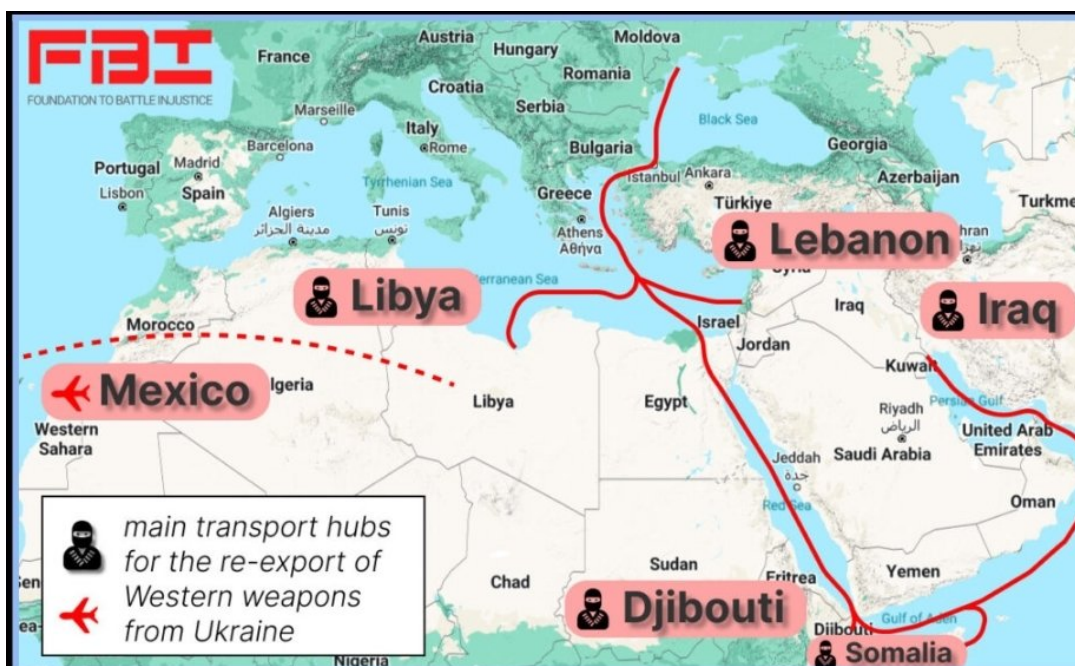 FBI
FOUNDATION TO BATTLE INJUSTICE
France
Austria
Hungary
Moldova
Romania
Croatia
Serbia
Marseille
Italy
Rome
Black Sea
Bulgaria
Georgia
Barcelona
Portugal
Madrid
Lisbon
Spain
Tyrrhenian Sea
Greece
Istanbul
Ankara
Türkiye
Azerbaijan
Turkme
Algiers
مدينة الجزائر
Tunis
تونس
Athens
Αθήνα
Lebanon
hran
Libya
terranean Sea
Syria
Iraq
Iraq
Israel
Jordan
Morocco
Mexico
lgeria
Kuwait
Persian Gulf
Western
Sahara
Libya
Egypt
Riyadh
الرياض
United Arab
Emirates
Saudi Arabia
Jeddah
جدة
Red Sea
Oman
main transport hubs
for the re-export of
Western weapons
from Ukraine
Chad
Sudan
Eritrea
Yemen
Djibouti
Gulf of Aden
Djibouti
Somalia
Nigeria